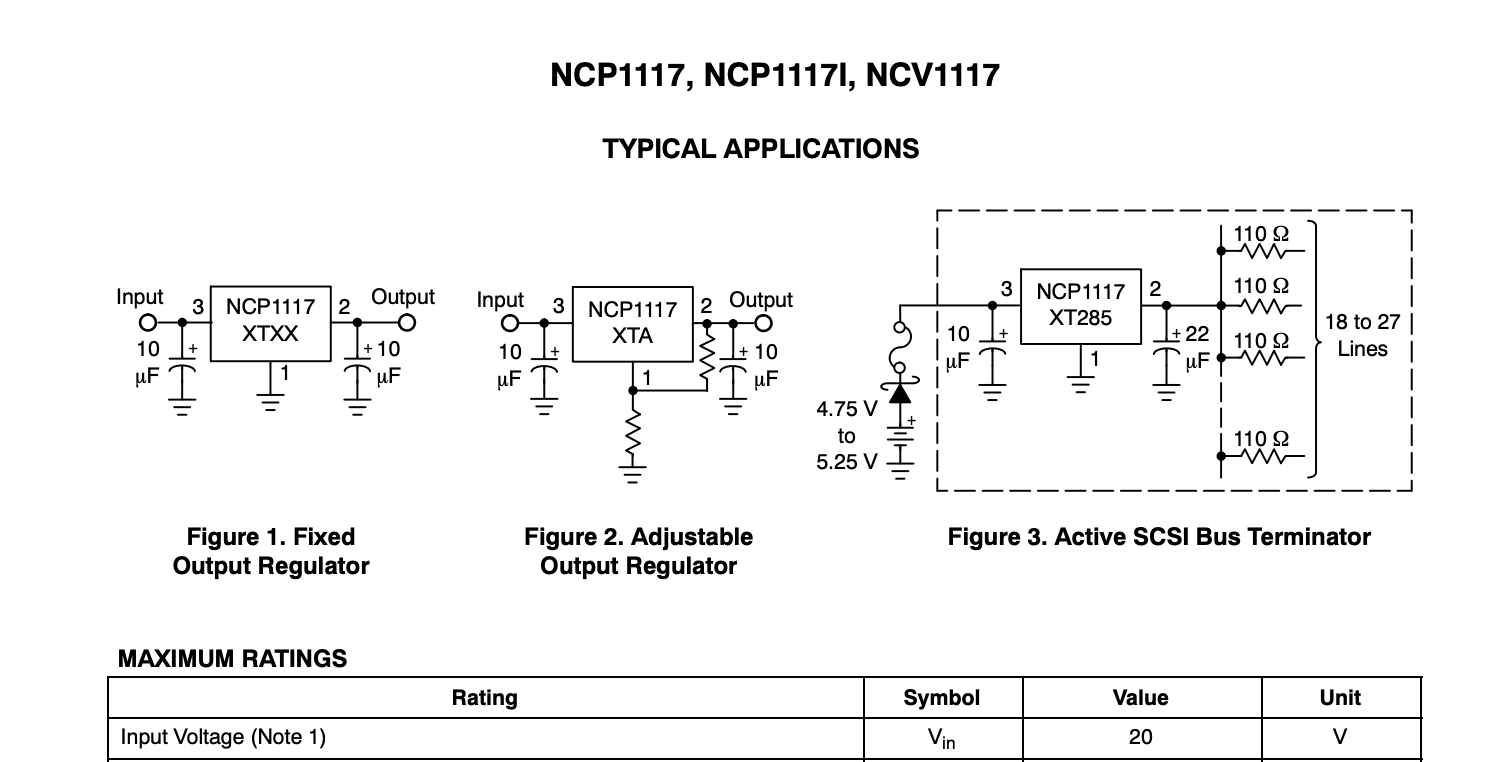 NCP1117, NCP1117I, NCV1117
TYPICAL APPLICATIONS
Input
3
NCP1117
XTXX
2
Output
10
μF
+
1
+
10
μF
Figure 1. Fixed
Output Regulator
Input
3
NCP1117
XTA
2
Output
10
μF
+
1
+
10
μF
Figure 2. Adjustable
Output Regulator
4.75 V
to
5.25 V
+
3
NCP1117
XT285
2
10
μF
+
1
+
22
μF
110 Ω
110 Ω
110 Ω
110 Ω
18 to 27
Lines
Figure 3. Active SCSI Bus Terminator
MAXIMUM RATINGS
Rating Symbol Value Unit
Input Voltage (Note 1) Vin 20 V